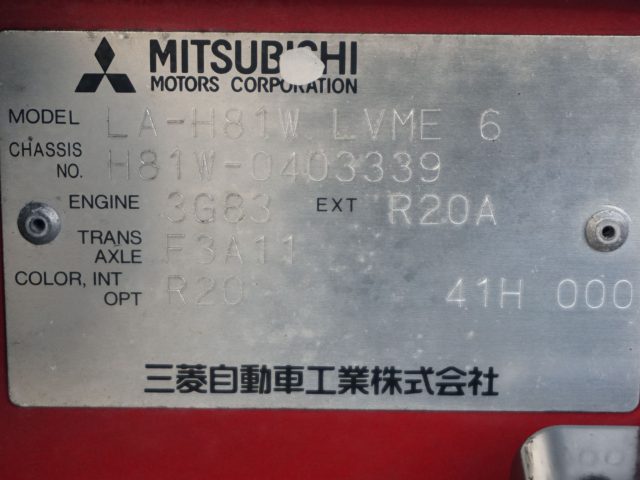 MITSUBISHI
MOTORS CORPORATION
MODEL LA-H81W LVME 6
CHASSIS NO. H81W-0403339
ENGINE 3G83 EXT R20A
TRANS AXLE F3A11
COLOR, INT OPT R20 41H 000
三菱自動車工業株式会社